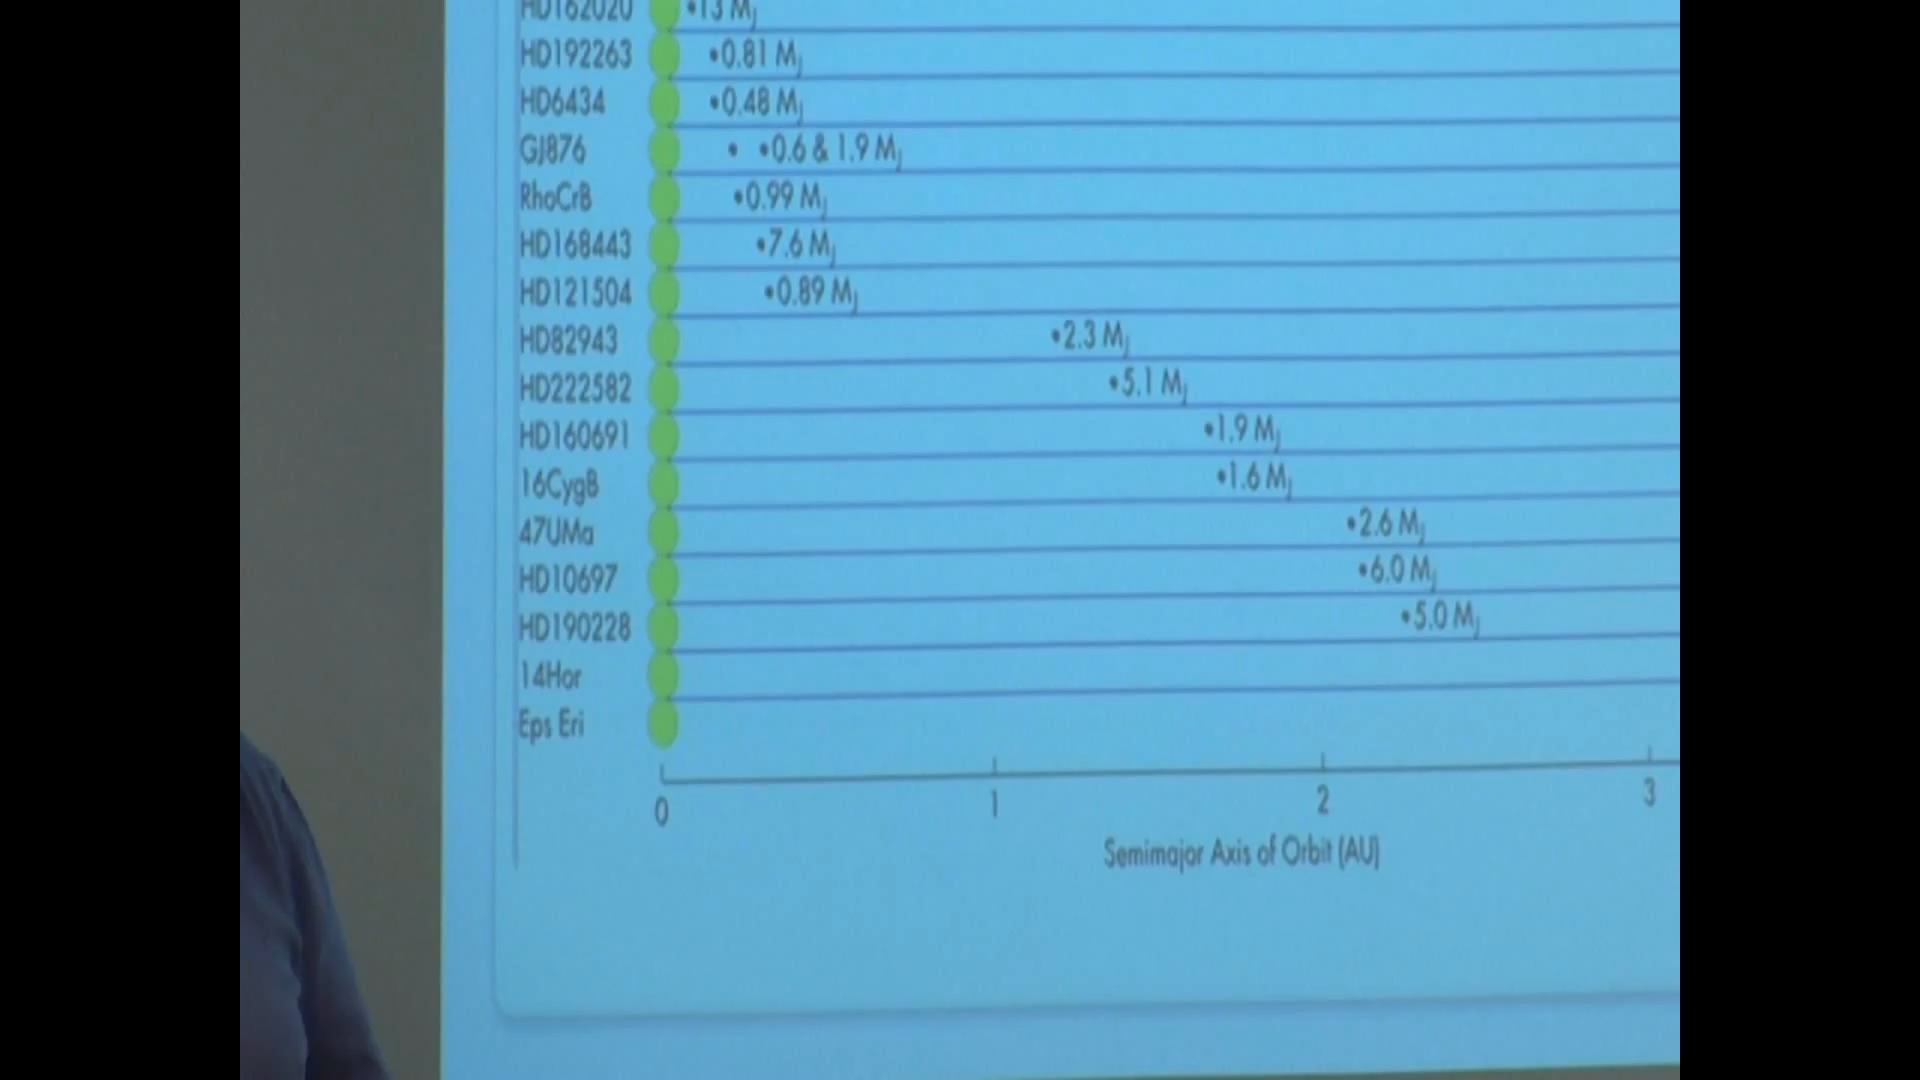 HD162020 •13 MJ
HD192263 •0.81 MJ
HD6434 •0.48 MJ
GJ876 • •0.6 & 1.9 MJ
RhoCrB •0.99 MJ
HD168443 •7.6 MJ
HD121504 •0.89 MJ
HD82943 •2.3 MJ
HD222582 •5.1 MJ
HD160691 •1.9 MJ
16CygB •1.6 MJ
47UMa •2.6 MJ
HD10697 •6.0 MJ
HD190228 •5.0 MJ
14Hor
Eps Eri
0 1 2 3
Semimajor Axis of Orbit (AU)